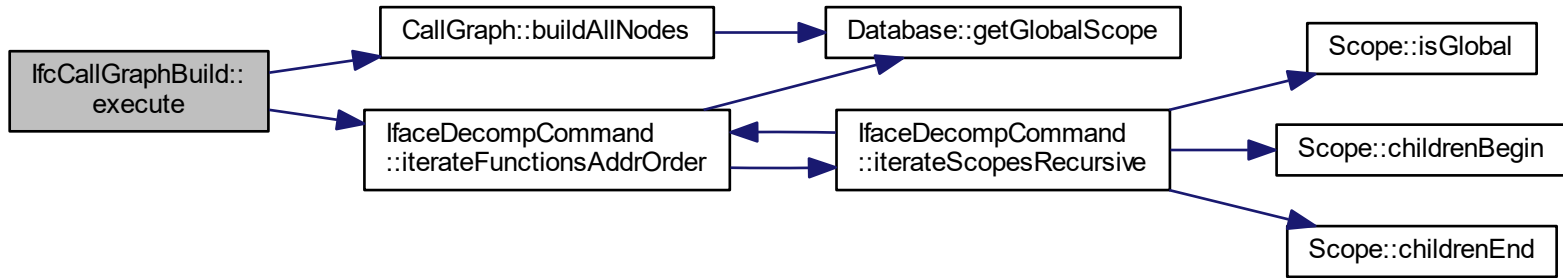 IfcCallGraphBuild::
execute
CallGraph::buildAllNodes
IfaceDecompCommand
::iterateFunctionsAddrOrder
Database::getGlobalScope
IfaceDecompCommand
::iterateScopesRecursive
Scope::isGlobal
Scope::childrenBegin
Scope::childrenEnd